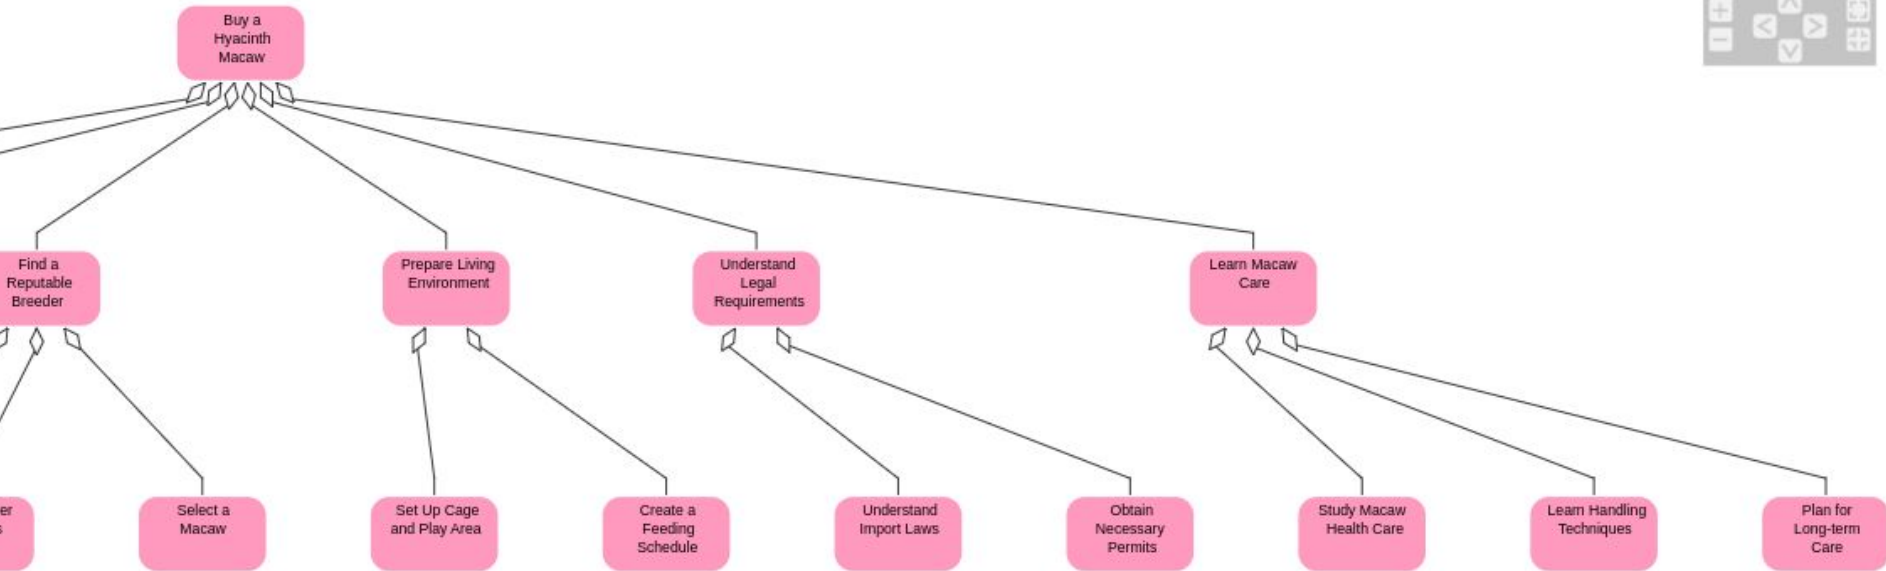 Buy a
Hyacinth
Macaw
Find a
Reputable
Breeder
Prepare Living
Environment
Understand
Legal
Requirements
Learn Macaw
Care
Select a
Macaw
Set Up Cage
and Play Area
Create a
Feeding
Schedule
Understand
Import Laws
Obtain
Necessary
Permits
Study Macaw
Health Care
Learn Handling
Techniques
Plan for
Long-term
Care